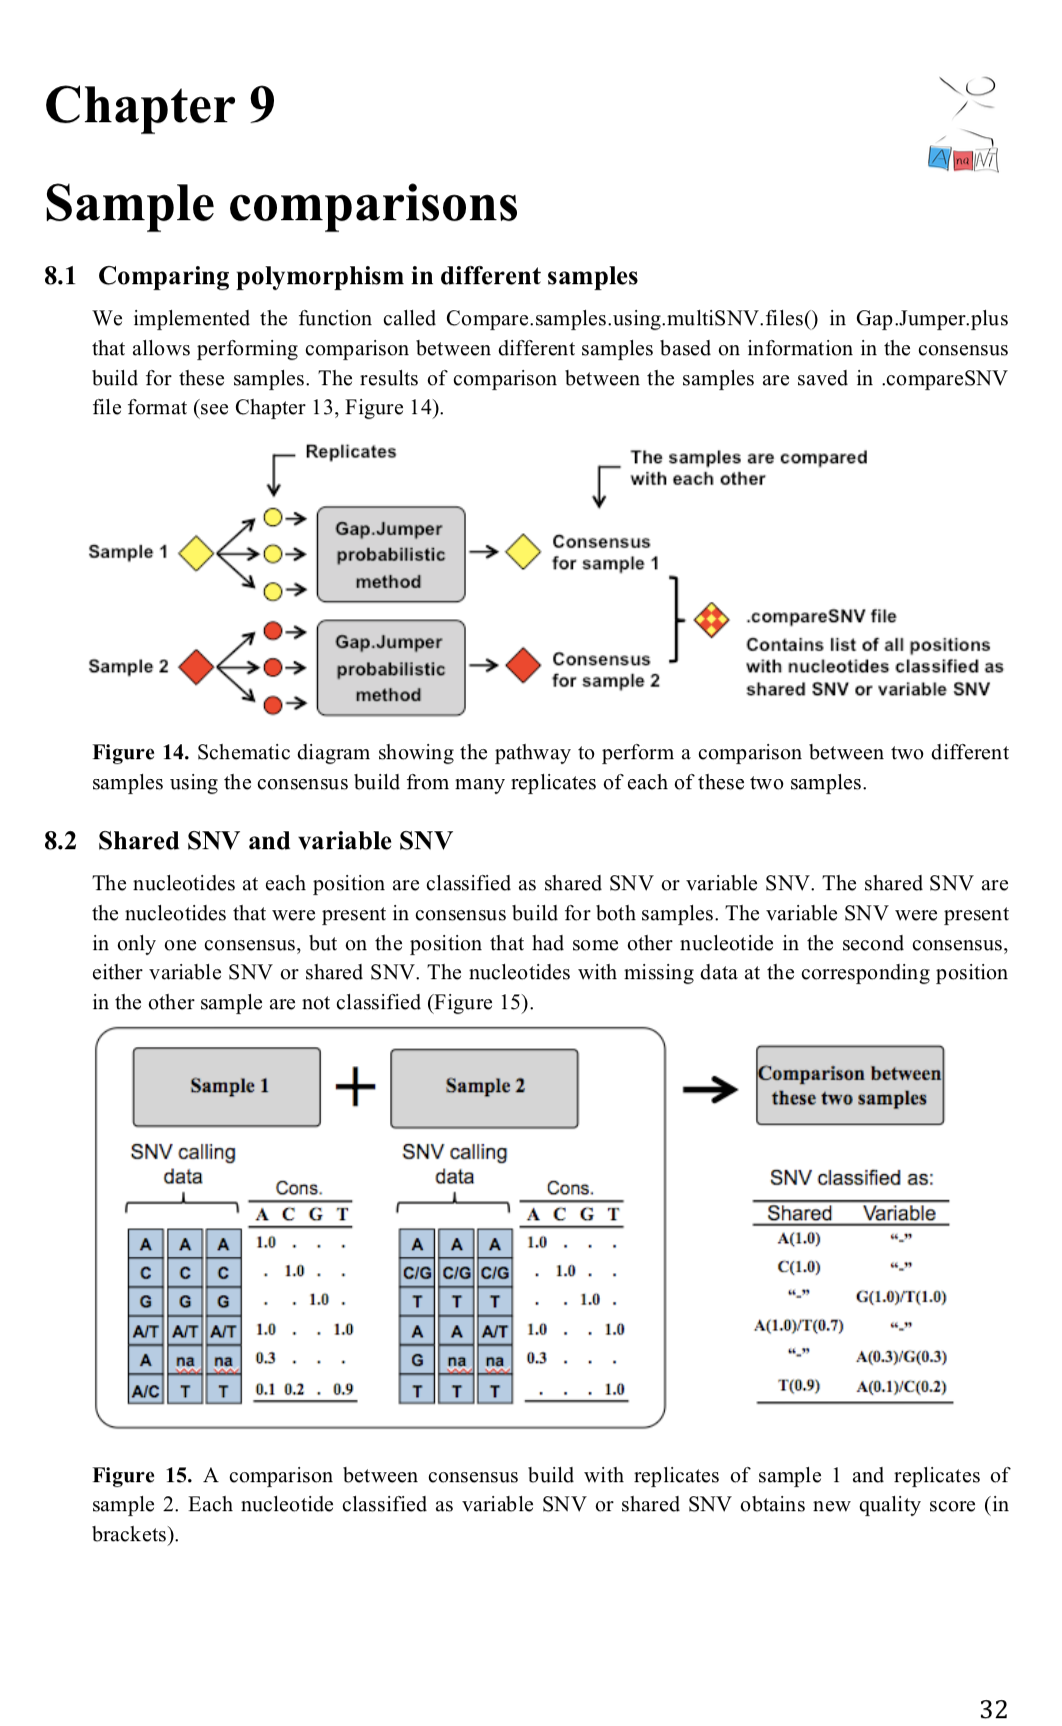 Chapter 9
A na Ni
Sample comparisons
8.1 Comparing polymorphism in different samples
We implemented the function called Compare.samples.using.multiSNV.files() in Gap.Jumper.plus
that allows performing comparison between different samples based on information in the consensus
build for these samples. The results of comparison between the samples are saved in .compareSNV
file format (see Chapter 13, Figure 14).
Replicates
The samples are compared
with each other
Sample 1
Gap.Jumper
probabilistic
method
Consensus
for sample 1
Sample 2
Gap.Jumper
probabilistic
method
Consensus
for sample 2
.compareSNV file
Contains list of all positions
with nucleotides classified as
shared SNV or variable SNV
Figure 14. Schematic diagram showing the pathway to perform a comparison between two different
samples using the consensus build from many replicates of each of these two samples.
8.2 Shared SNV and variable SNV
The nucleotides at each position are classified as shared SNV or variable SNV. The shared SNV are
the nucleotides that were present in consensus build for both samples. The variable SNV were present
in only one consensus, but on the position that had some other nucleotide in the second consensus,
either variable SNV or shared SNV. The nucleotides with missing data at the corresponding position
in the other sample are not classified (Figure 15).
Sample 1
+
Sample 2
Comparison between
these two samples
SNV calling
data
Cons.
A C G T
A A A 1.0 . . .
C C C . 1.0 . .
G G G . . 1.0 .
A/T A/T A/T 1.0 . . 1.0
A na na 0.3 . . .
A/C T T 0.1 0.2 . 0.9
SNV calling
data
Cons.
A C G T
A A A 1.0 . . .
C/G C/G C/G . 1.0 . .
T T T . . 1.0 .
A A A/T 1.0 . . 1.0
G na na 0.3 . . .
T T T . . . 1.0
SNV classified as:
Shared Variable
A(1.0) “-”
C(1.0) “-”
“-” G(1.0)/T(1.0)
A(1.0)/T(0.7) “-”
“-” A(0.3)/G(0.3)
T(0.9) A(0.1)/C(0.2)
Figure 15. A comparison between consensus build with replicates of sample 1 and replicates of
sample 2. Each nucleotide classified as variable SNV or shared SNV obtains new quality score (in
brackets).
32